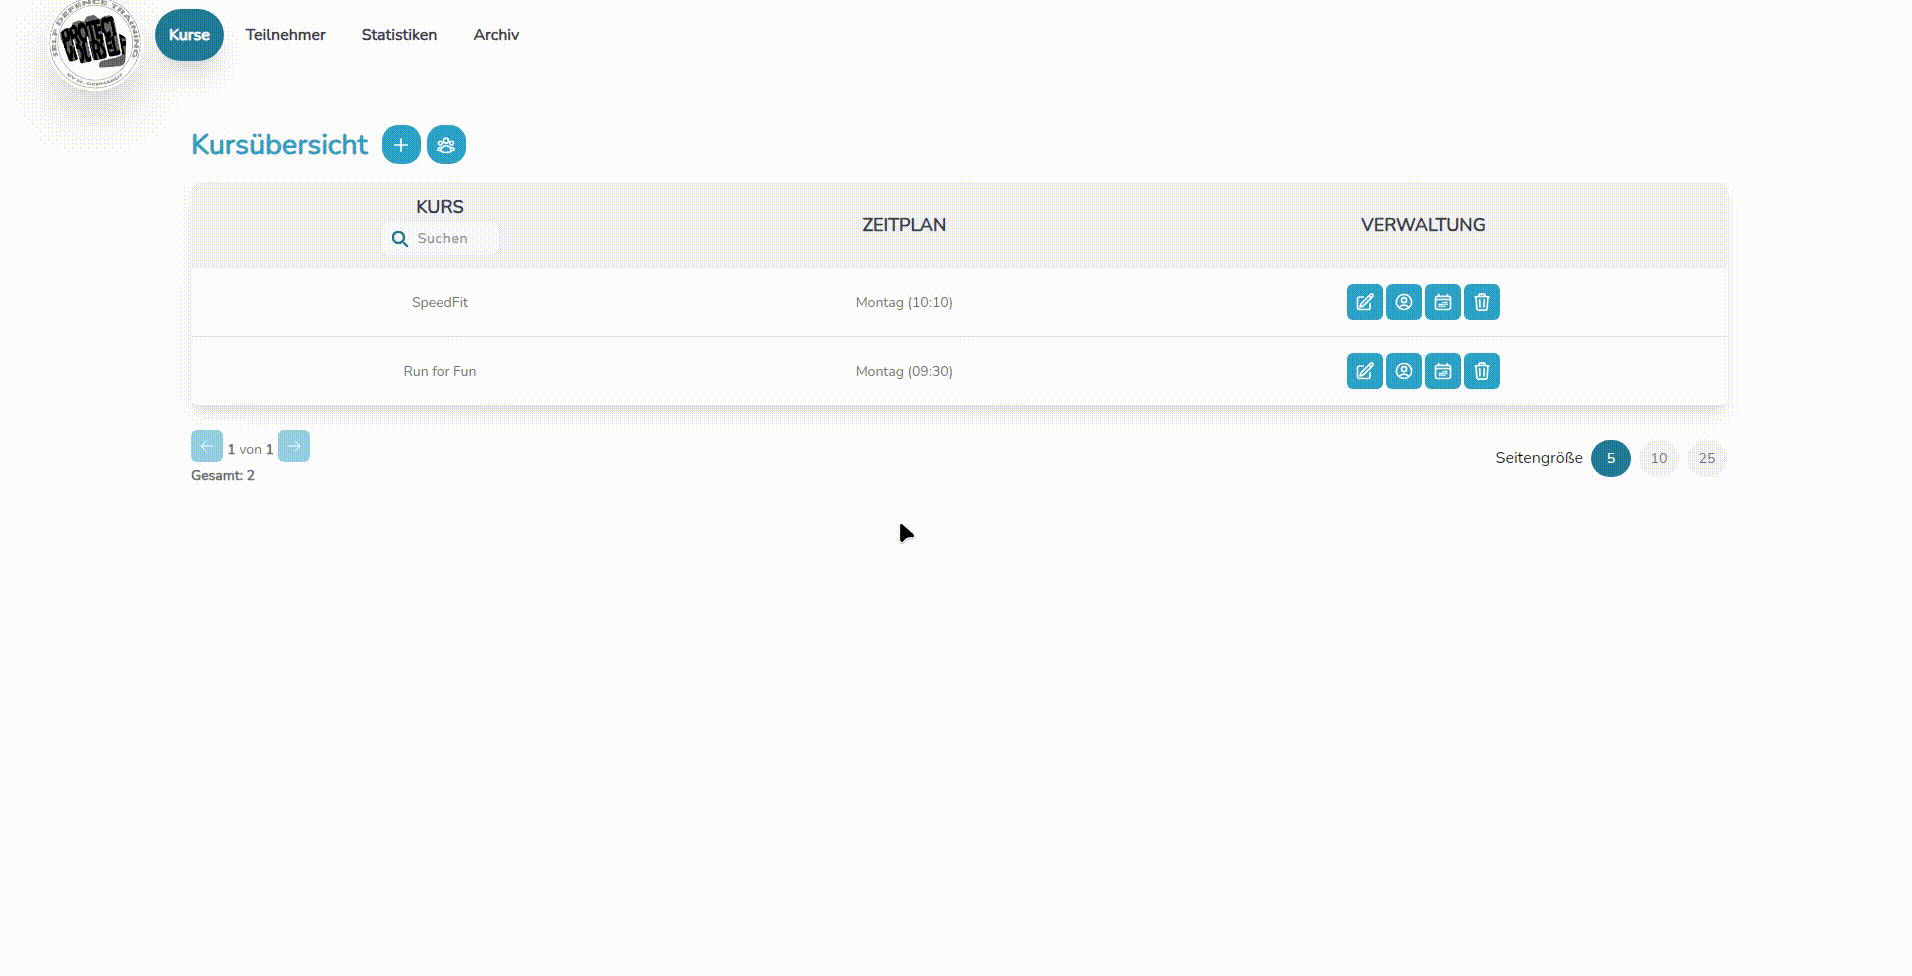 SELF DEFENCE TRAINING
Kurse
Teilnehmer
Statistiken
Archiv
Kursübersicht
KURS
Suchen
ZEITPLAN
VERWALTUNG
SpeedFit
Montag (10:10)
Run for Fun
Montag (09:30)
1 von 1
Gesamt: 2
Seitengröße
5
10
25